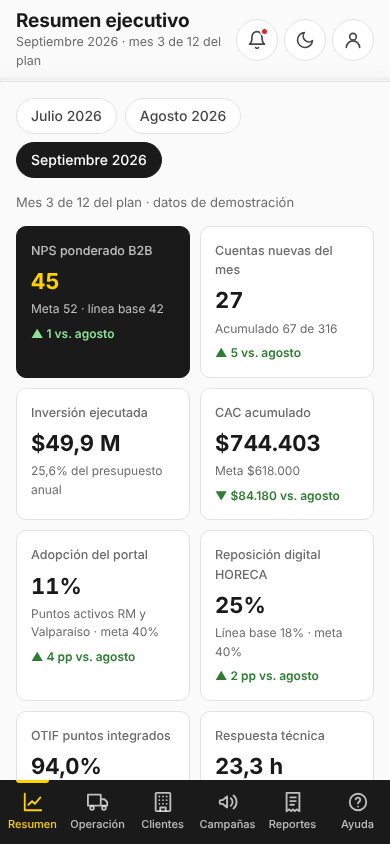 Resumen ejecutivo
Septiembre 2026 · mes 3 de 12 del
plan
Julio 2026
Agosto 2026
Septiembre 2026
Mes 3 de 12 del plan · datos de demostración
NPS ponderado B2B
45
Meta 52 · línea base 42
▲ 1 vs. agosto
Cuentas nuevas del
mes
27
Acumulado 67 de 316
▲ 5 vs. agosto
Inversión ejecutada
$49,9 M
25,6% del presupuesto
anual
CAC acumulado
$744.403
Meta $618.000
▼ $84.180 vs. agosto
Adopción del portal
11%
Puntos activos RM y
Valparaíso · meta 40%
▲ 4 pp vs. agosto
Reposición digital
HORECA
25%
Línea base 18% · meta
40%
▲ 2 pp vs. agosto
OTIF puntos integrados
94,0%
Respuesta técnica
23,3 h
Resumen
Operación
Clientes
Campañas
Reportes
Ayuda